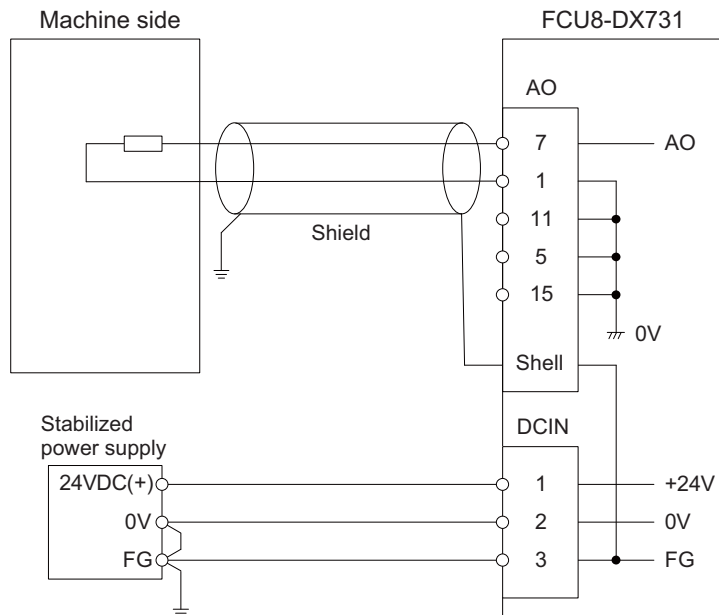 Machine side
FCU8-DX731
AO
7
AO
1
11
5
15
0V
Shield
Shell
Stabilized
power supply
DCIN
24VDC(+)
1
+24V
0V
2
0V
FG
3
FG